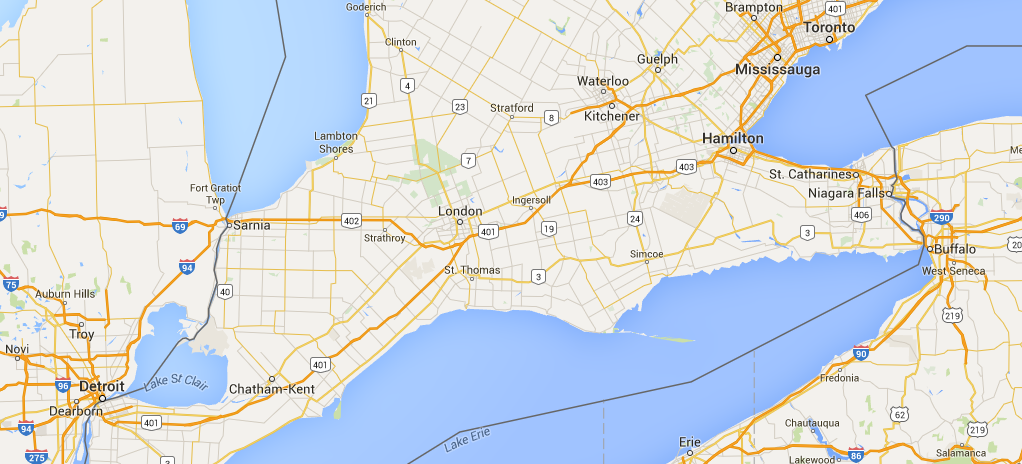 Goderich
Brampton
401
Toronto
Clinton
Guelph
Mississauga
4
Waterloo
21
23
Stratford
8
Kitchener
Lambton
Shores
Hamilton
7
403
403
St. Catharines
Fort Gratiot
Twp
Ingersoll
Niagara Falls
London
69
Sarnia
402
401
19
24
406
290
Strathroy
3
Buffalo
20
Simcoe
94
St. Thomas
3
West Seneca
75
Auburn Hills
40
219
Troy
Novi
401
90
96
Detroit
Lake St Clair
Chatham-Kent
Fredonia
Dearborn
401
62
94
Chautauqua
219
Lake Erie
Erie
275
3
86
Salamanca
Lakewood